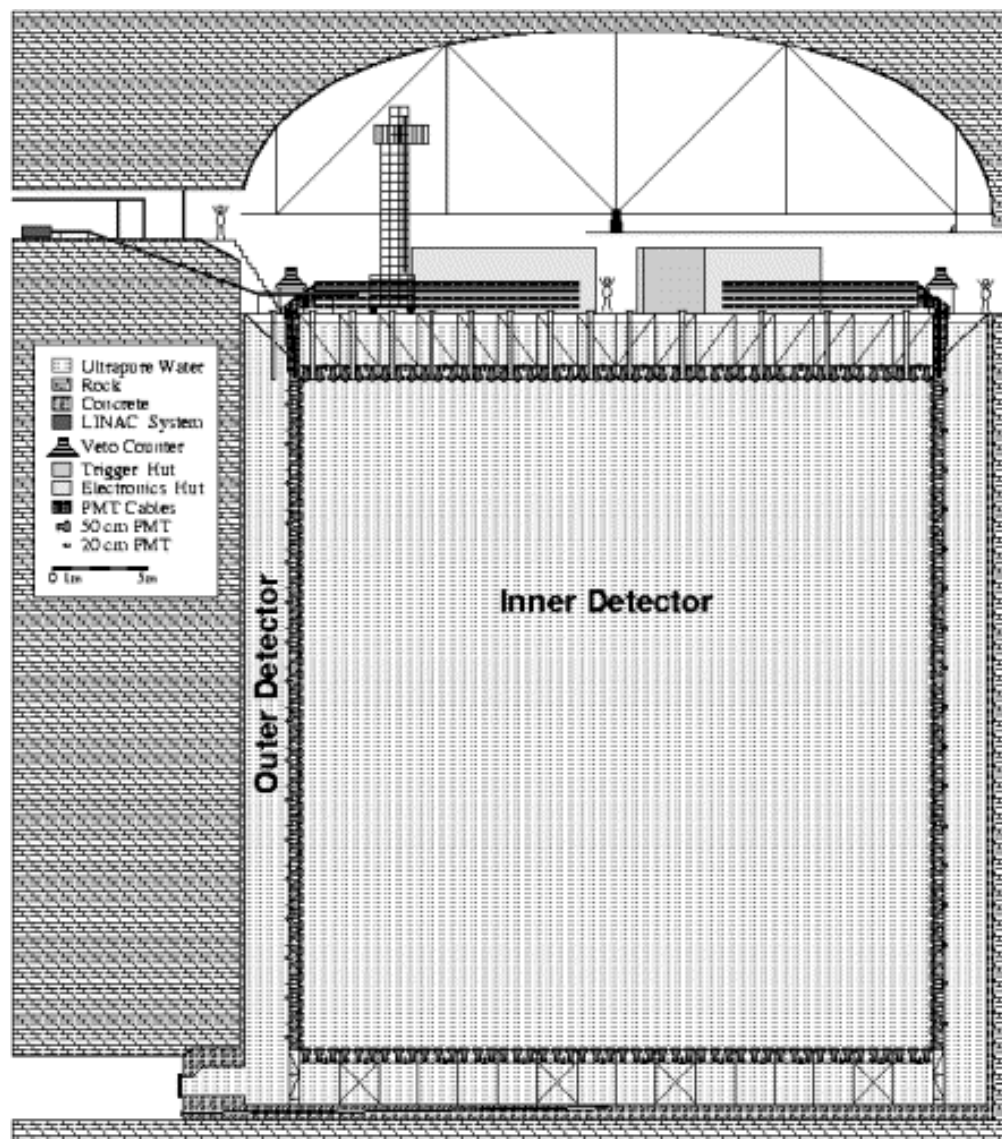 Ultrapure Water
Rock
Concrete
LINAC System
Veto Counter
Trigger Hut
Electronics Hut
PMT Cables
50 cm PMT
20 cm PMT
0 1m 5m
Inner Detector
Outer Detector